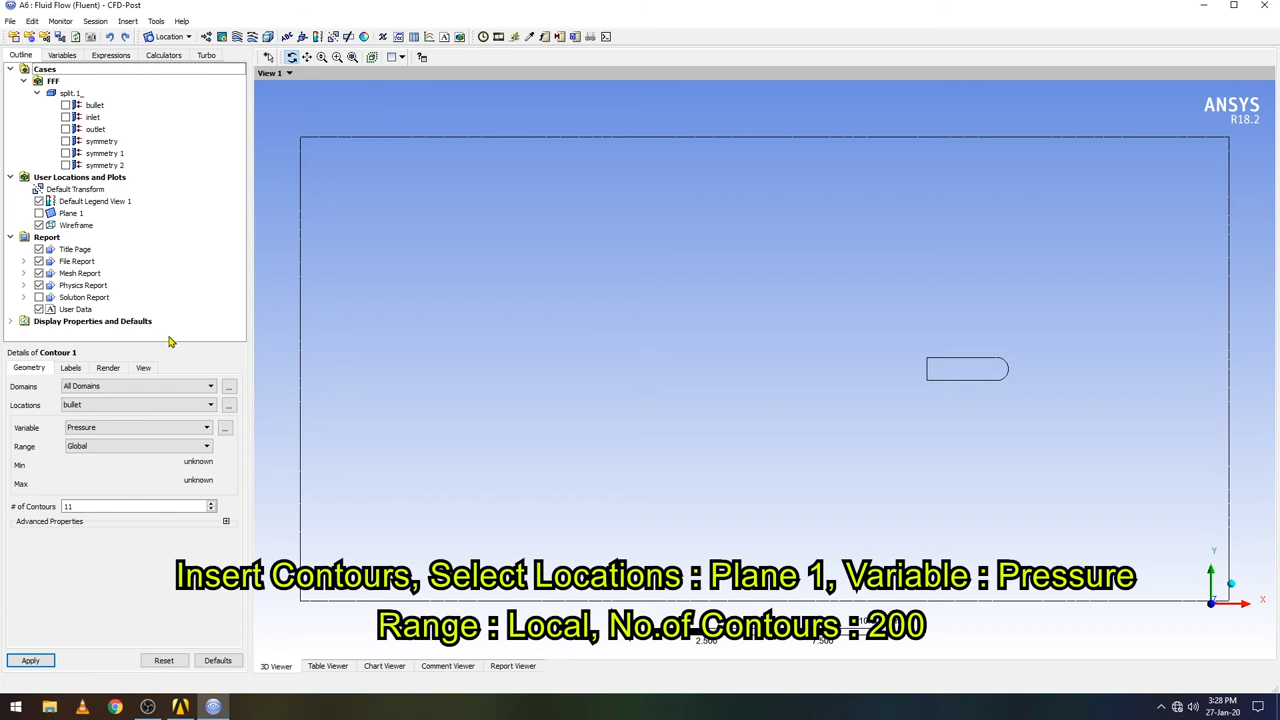 A6 : Fluid Flow (Fluent) - CFD-Post
File Edit Monitor Session Insert Tools Help
Location
Outline Variables Expressions Calculators Turbo
View 1
Cases
FFF
split.1_
bullet
inlet
outlet
symmetry
symmetry 1
symmetry 2
User Locations and Plots
Default Transform
Default Legend View 1
Plane 1
Wireframe
Report
Title Page
File Report
Mesh Report
Physics Report
Solution Report
User Data
Display Properties and Defaults
ANSYS
R18.2
Details of Contour 1
Geometry Labels Render View
Domains All Domains ...
Locations bullet ...
Variable Pressure ...
Range Global
Min unknown
Max unknown
# of Contours 11
Advanced Properties
Insert Contours, Select Locations : Plane 1, Variable : Pressure
Range : Local, No.of Contours : 200
Y
X
Z
2.500 7.500
Apply Reset Defaults
3D Viewer Table Viewer Chart Viewer Comment Viewer Report Viewer
3:28 PM
27-Jan-20